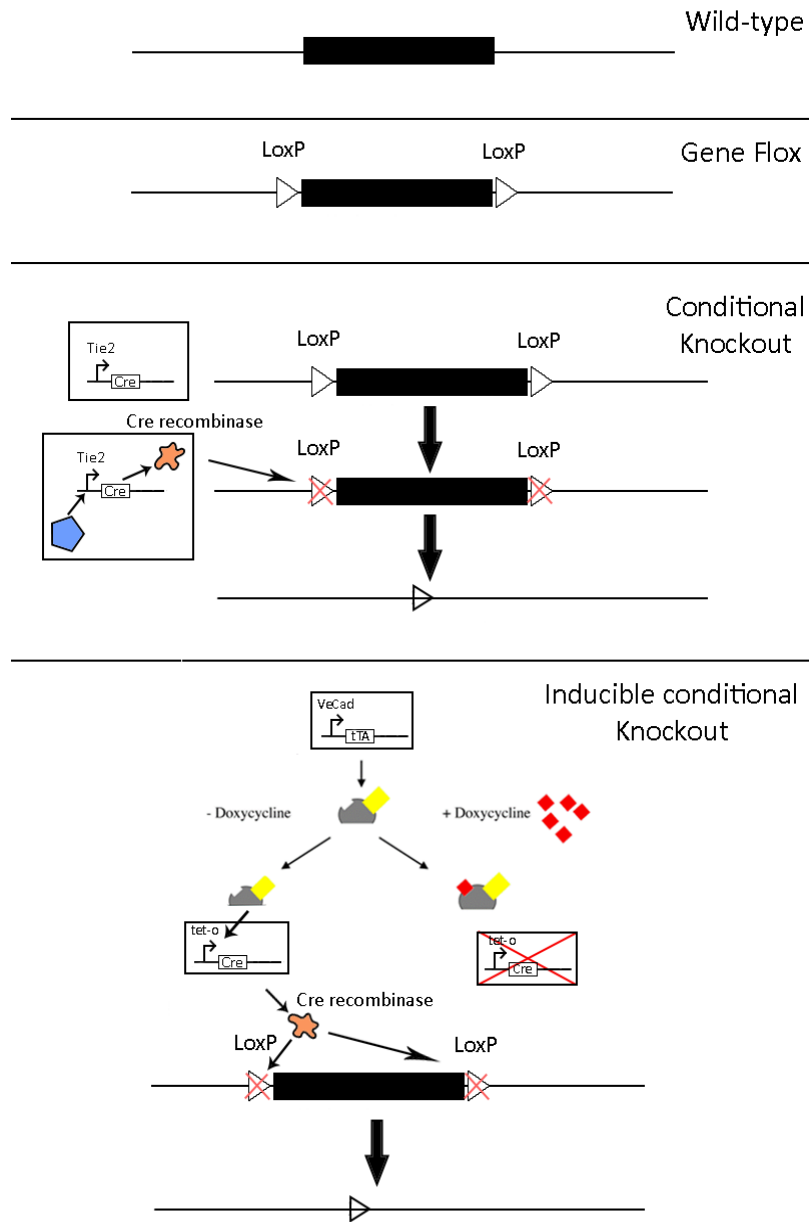 Wild-type
LoxP
LoxP
Gene Flox
Conditional
Knockout
Tie2
Cre
LoxP
LoxP
Cre recombinase
Tie2
Cre
LoxP
LoxP
Inducible conditional
Knockout
VeCad
tTA
- Doxycycline
+ Doxycycline
tet-o
Cre
tet-o
Cre
Cre recombinase
LoxP
LoxP